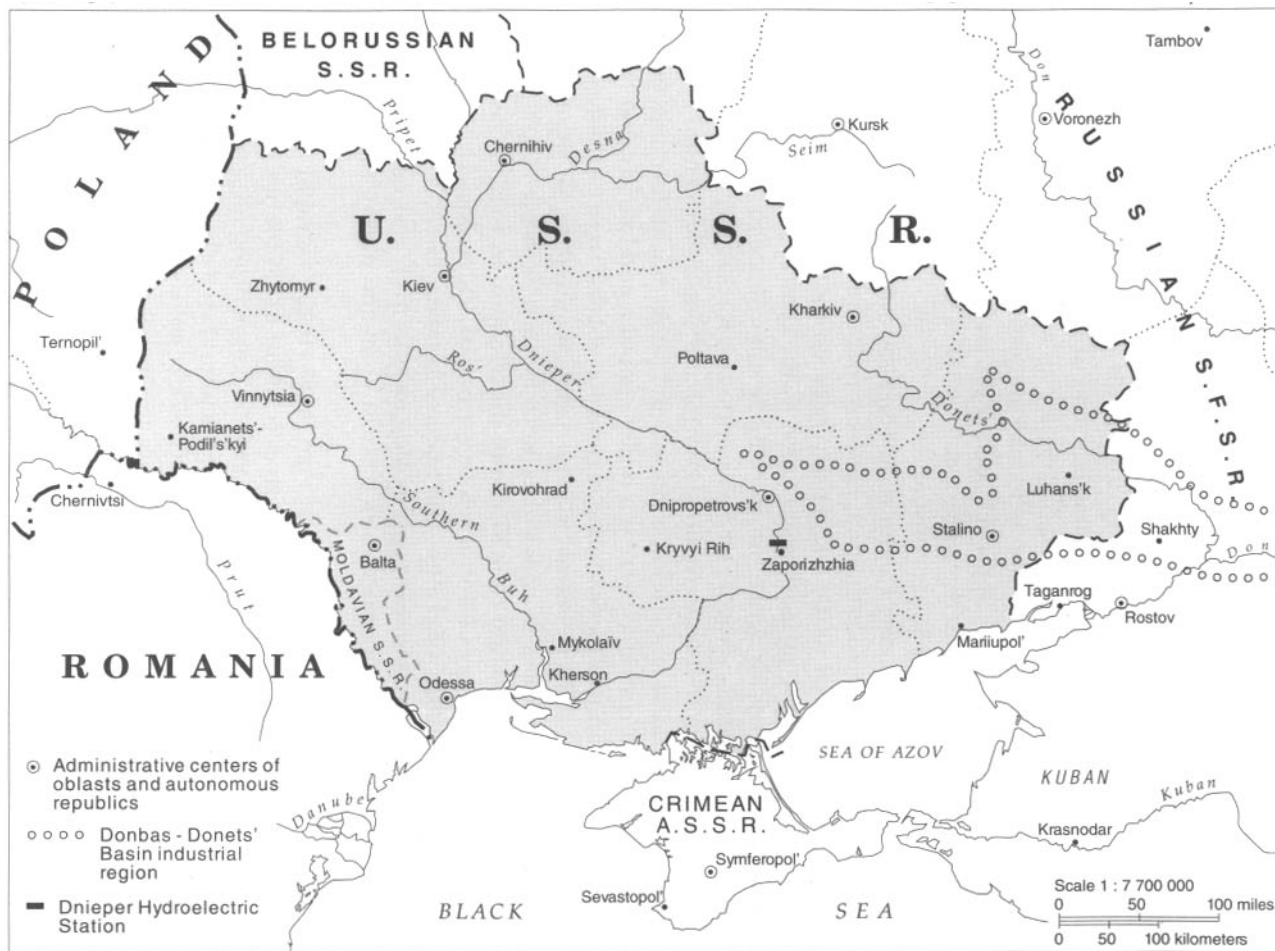 POLAND
BELORUSSIAN
S.S.R.
Tambov
Don
Pripet
Voronezh
Kursk
Seim
Chernihiv
Desna
RUSSIAN S.F.S.R.
U. S. S. R.
Zhytomyr
Kiev
Kharkiv
Ternopil'
Ros'
Dnieper
Poltava
Vinnytsia
Donets'
Kamianets'-
Podil's'kyi
Chernivtsi
Kirovohrad
Luhans'k
Southern
Buh
Dnipropetrovs'k
Stalino
Shakhty
Balta
Kryvyi Rih
Zaporizhzhia
Don
MOLDAVIAN S.S.R.
Prut
Taganrog
Rostov
Mariiupol'
ROMANIA
Mykolaïv
Kherson
Odessa
SEA OF AZOV
KUBAN
Kuban
Danube
CRIMEAN
A.S.S.R.
Krasnodar
Symferopol'
Sevastopol'
BLACK SEA
Administrative centers of
oblasts and autonomous
republics
Donbas - Donets'
Basin industrial
region
Dnieper Hydroelectric
Station
Scale 1 : 7 700 000
0 50 100 miles
0 50 100 kilometers